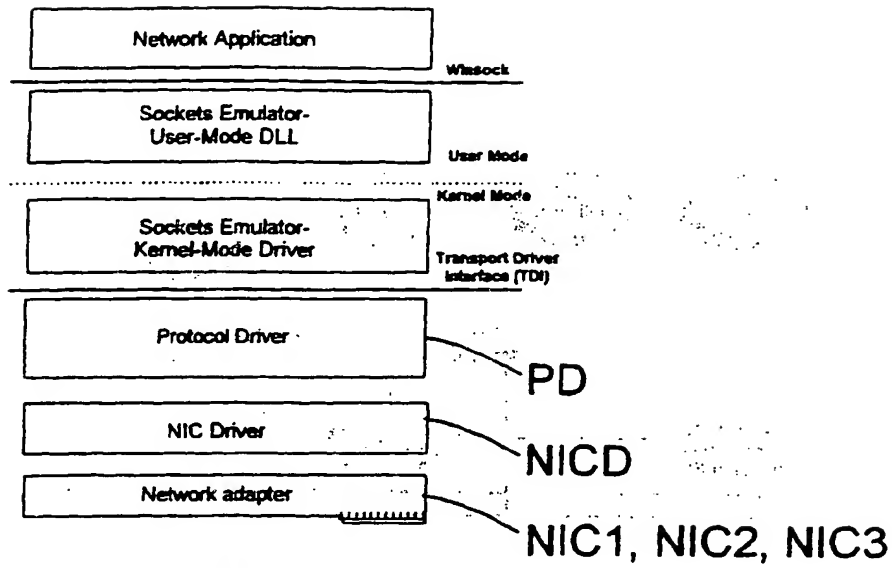 Network Application
Winsock
Sockets Emulator-
User-Mode DLL
User Mode
Kernel Mode
Sockets Emulator-
Kernel-Mode Driver
Transport Driver
Interface (TDI)
Protocol Driver
PD
NIC Driver
NICD
Network adapter
NIC1, NIC2, NIC3